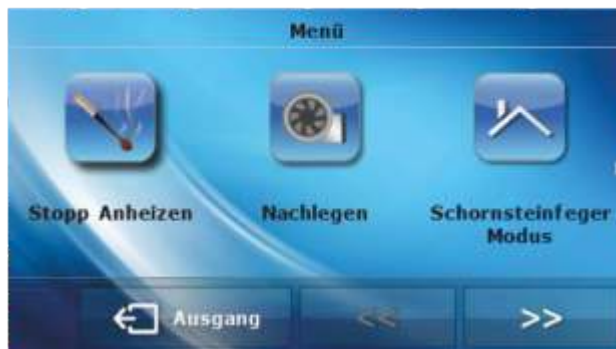 Menü
Stopp Anheizen
Nachlegen
Schornsteinfeger
Modus
Ausgang
<<
>>